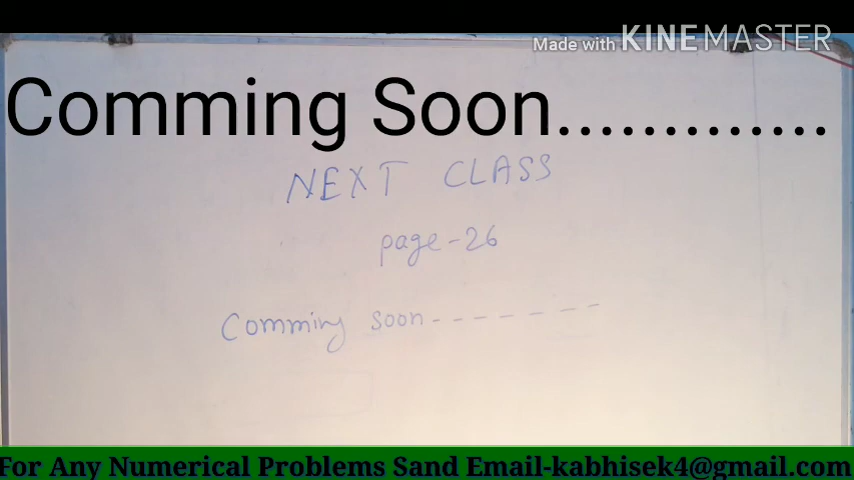 Made with KINEMASTER
Comming Soon.............
NEXT CLASS
page-26
Comming soon-------
For Any Numerical Problems Sand Email-kabhisek4@gmail.com